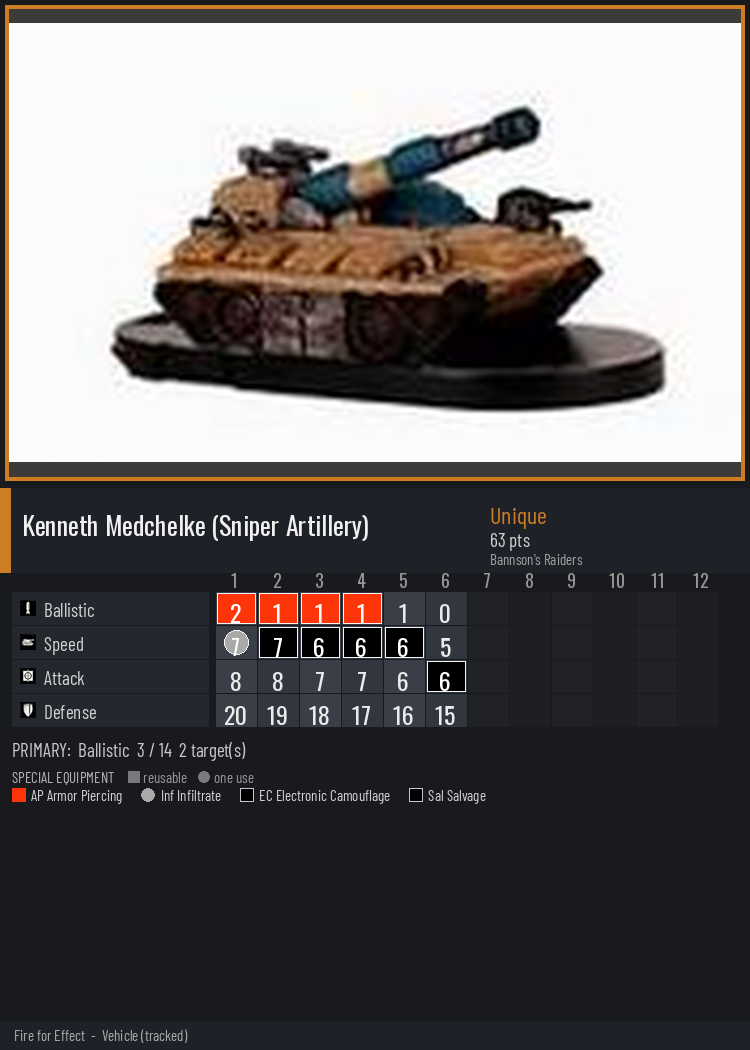 Kenneth Medchelke (Sniper Artillery)
Unique
63 pts
Bannson's Raiders
1 2 3 4 5 6 7 8 9 10 11 12
Ballistic 2 1 1 1 1 0
Speed 7 7 6 6 6 5
Attack 8 8 7 7 6 6
Defense 20 19 18 17 16 15
PRIMARY: Ballistic 3 / 14 2 target(s)
SPECIAL EQUIPMENT reusable one use
AP Armor Piercing Inf Infiltrate EC Electronic Camouflage Sal Salvage
Fire for Effect - Vehicle (tracked)